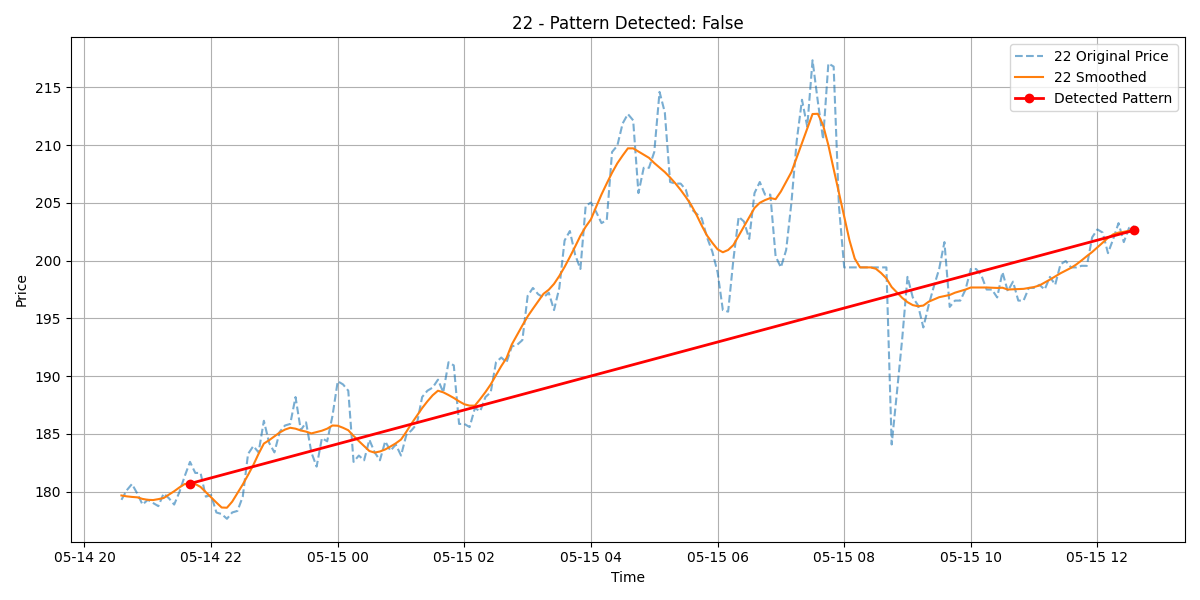 22 - Pattern Detected: False
22 Original Price
22 Smoothed
Detected Pattern
Price
215
210
205
200
195
190
185
180
05-14 20
05-14 22
05-15 00
05-15 02
05-15 04
05-15 06
05-15 08
05-15 10
05-15 12
Time